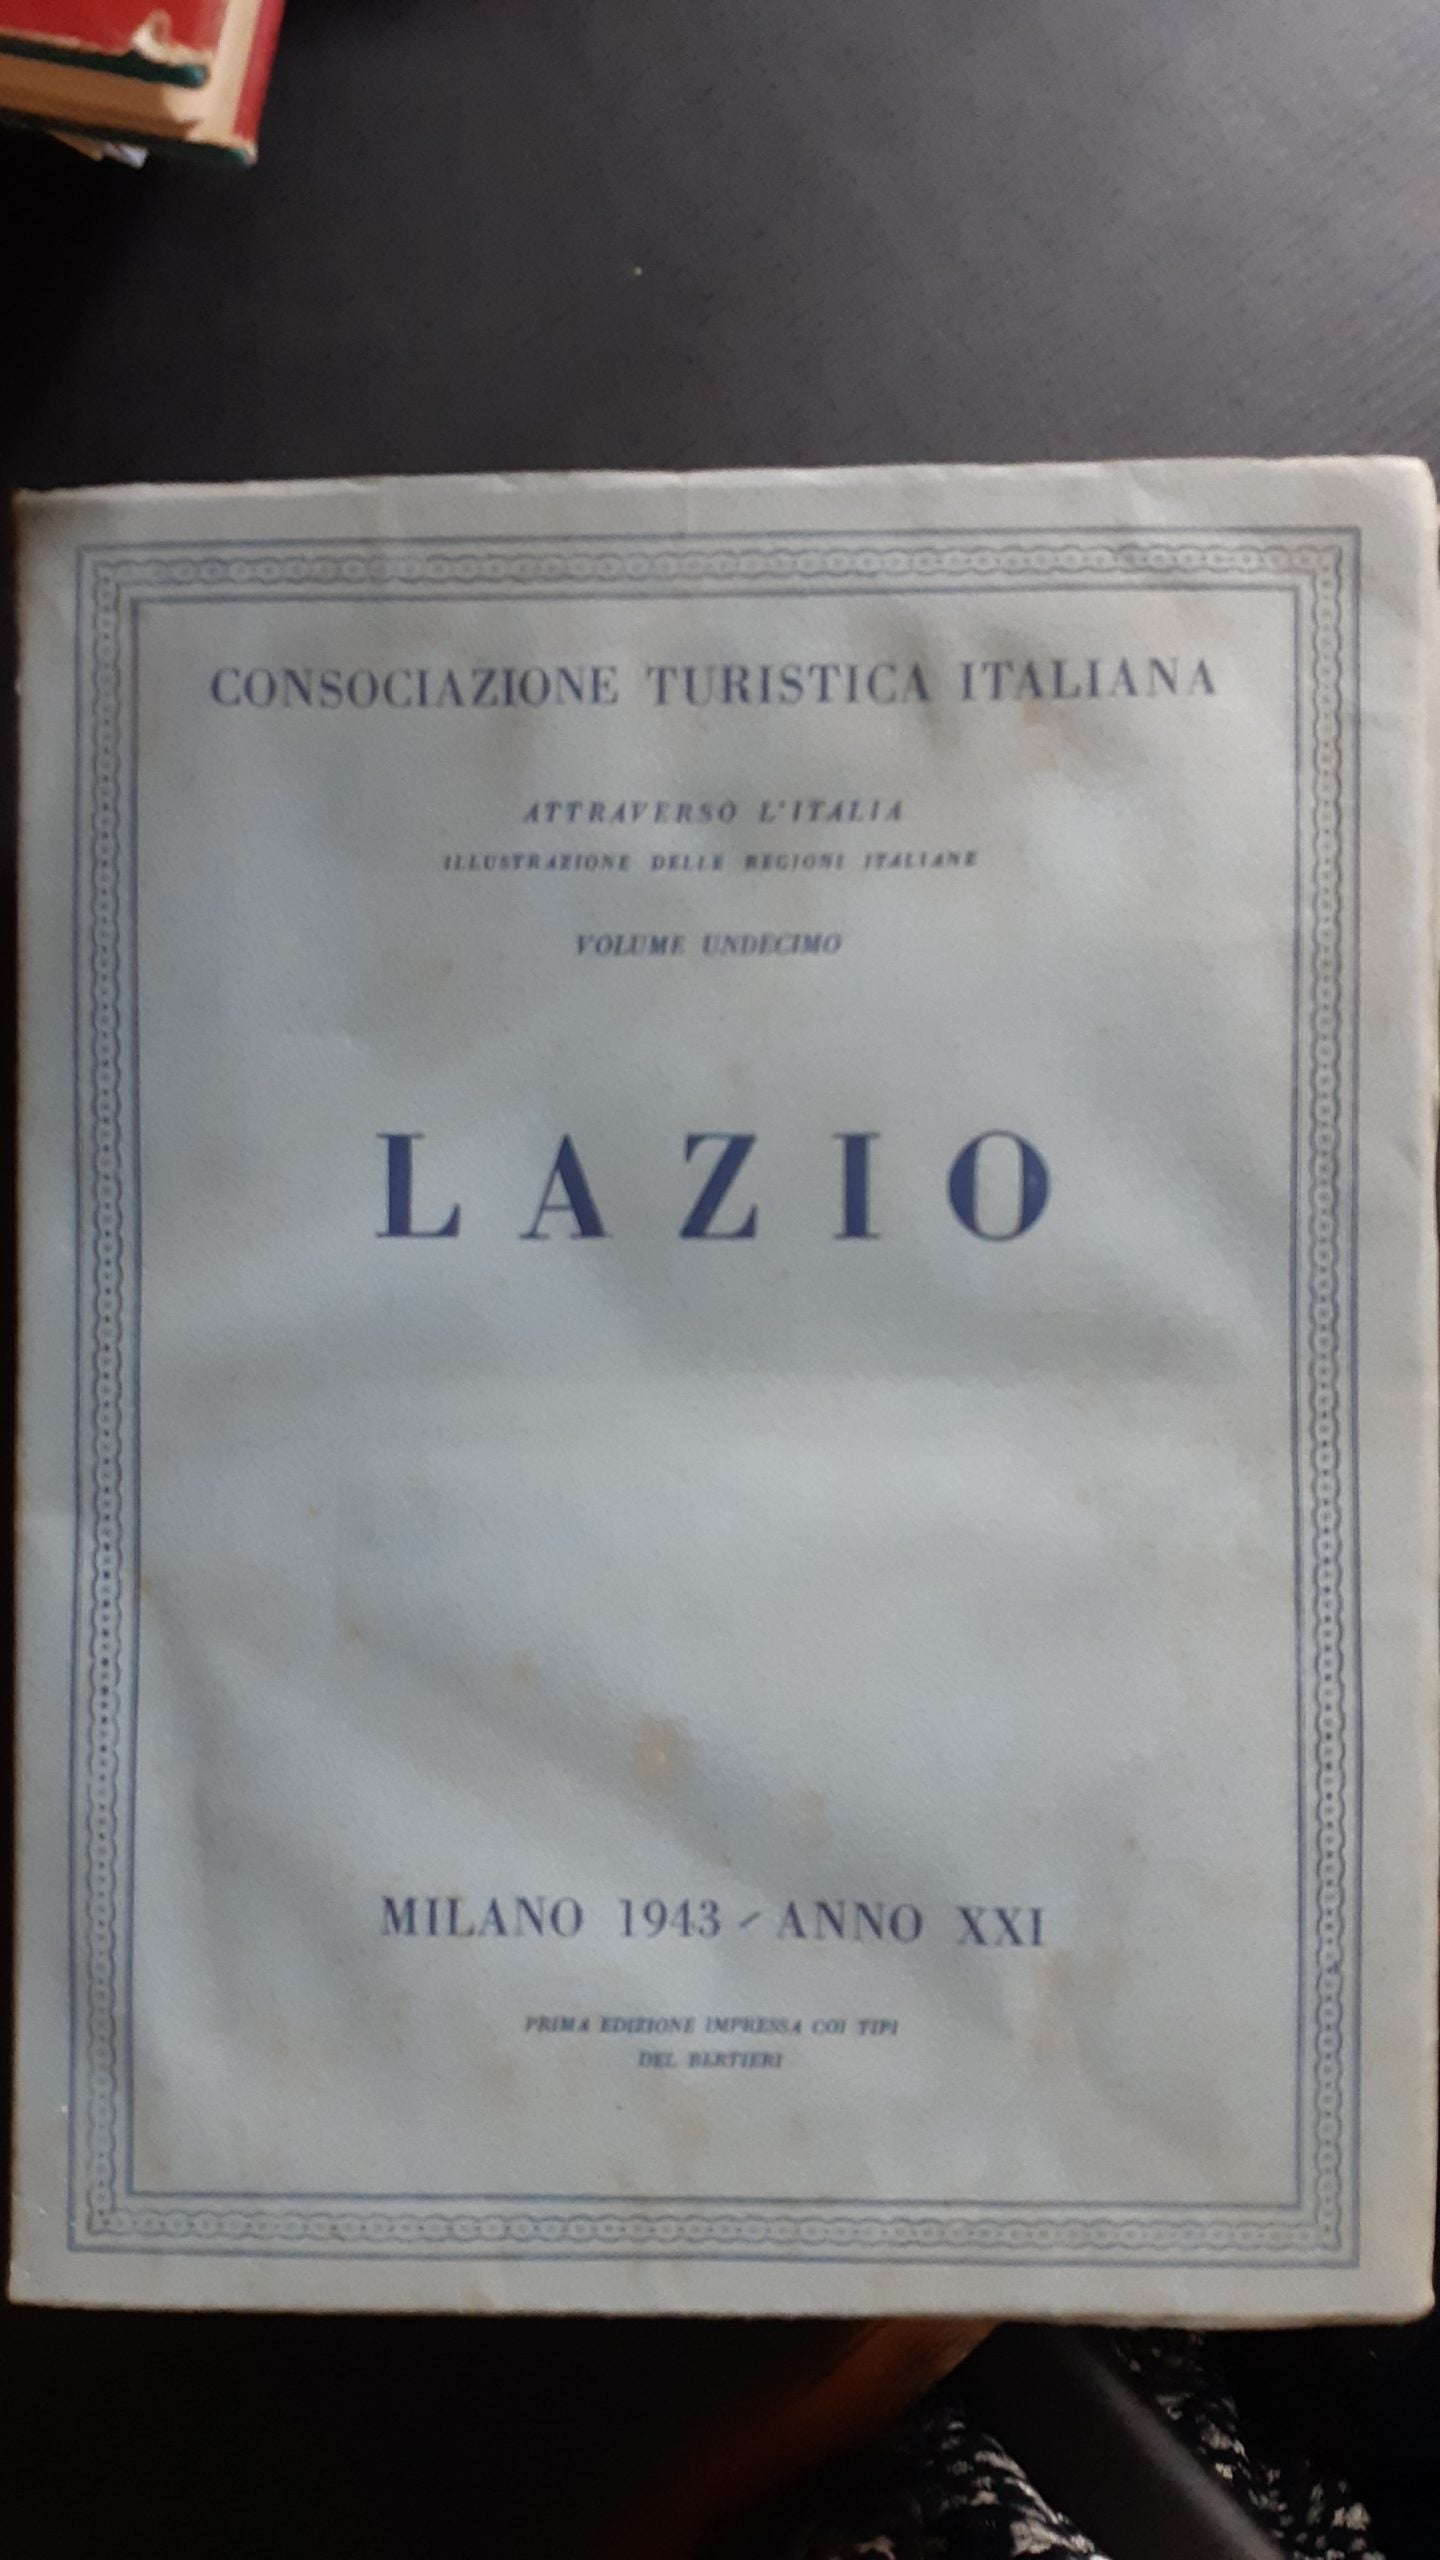 CONSOCIAZIONE TURISTICA ITALIANA
ATTRAVERSO L'ITALIA
ILLUSTRAZIONE DELLE REGIONI ITALIANE
VOLUME UNDECIMO
LAZIO
MILANO 1943 - ANNO XXI
PRIMA EDIZIONE IMPRESSA COI TIPI
DEL BERTIERI